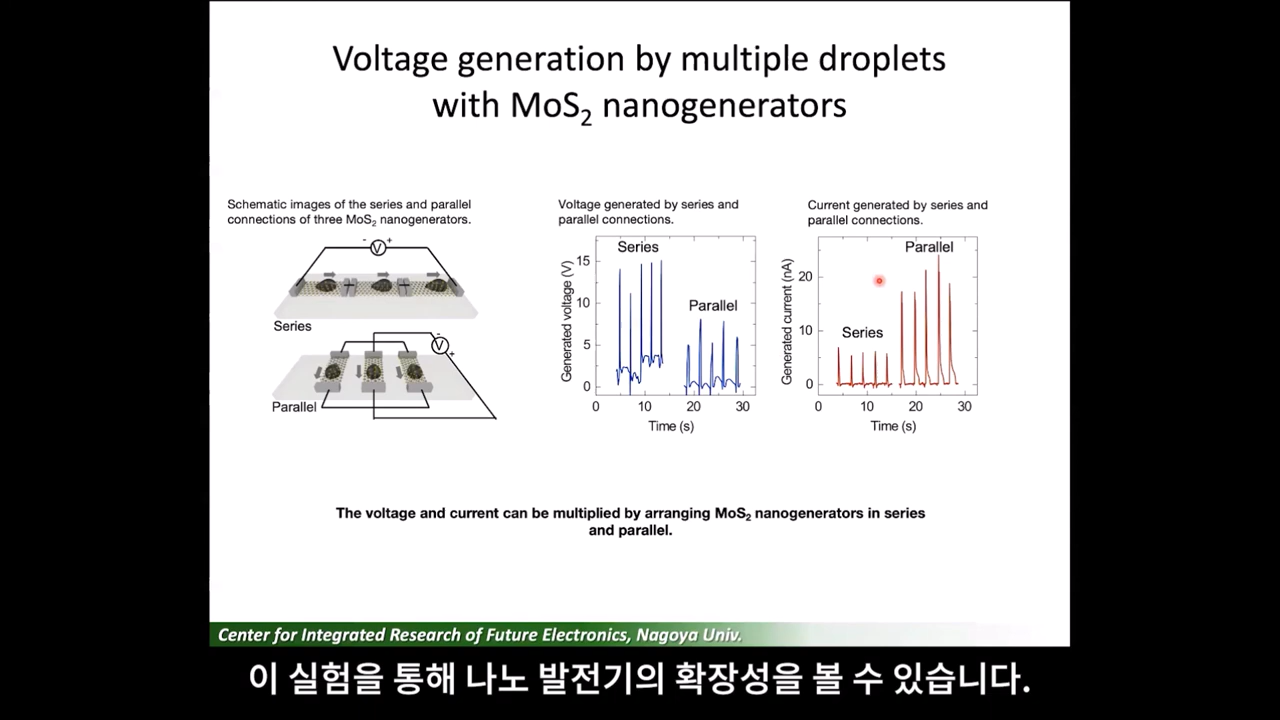 Voltage generation by multiple droplets
with MoS₂ nanogenerators
Schematic images of the series and parallel
connections of three MoS₂ nanogenerators.
- V +
Series
- V +
Parallel
Voltage generated by series and
parallel connections.
Generated voltage (V)
15
10
5
0
Series
Parallel
0 10 20 30
Time (s)
Current generated by series and
parallel connections.
Generated current (nA)
20
10
0
Parallel
Series
0 10 20 30
Time (s)
The voltage and current can be multiplied by arranging MoS₂ nanogenerators in series
and parallel.
Center for Integrated Research of Future Electronics, Nagoya Univ.
이 실험을 통해 나노 발전기의 확장성을 볼 수 있습니다.